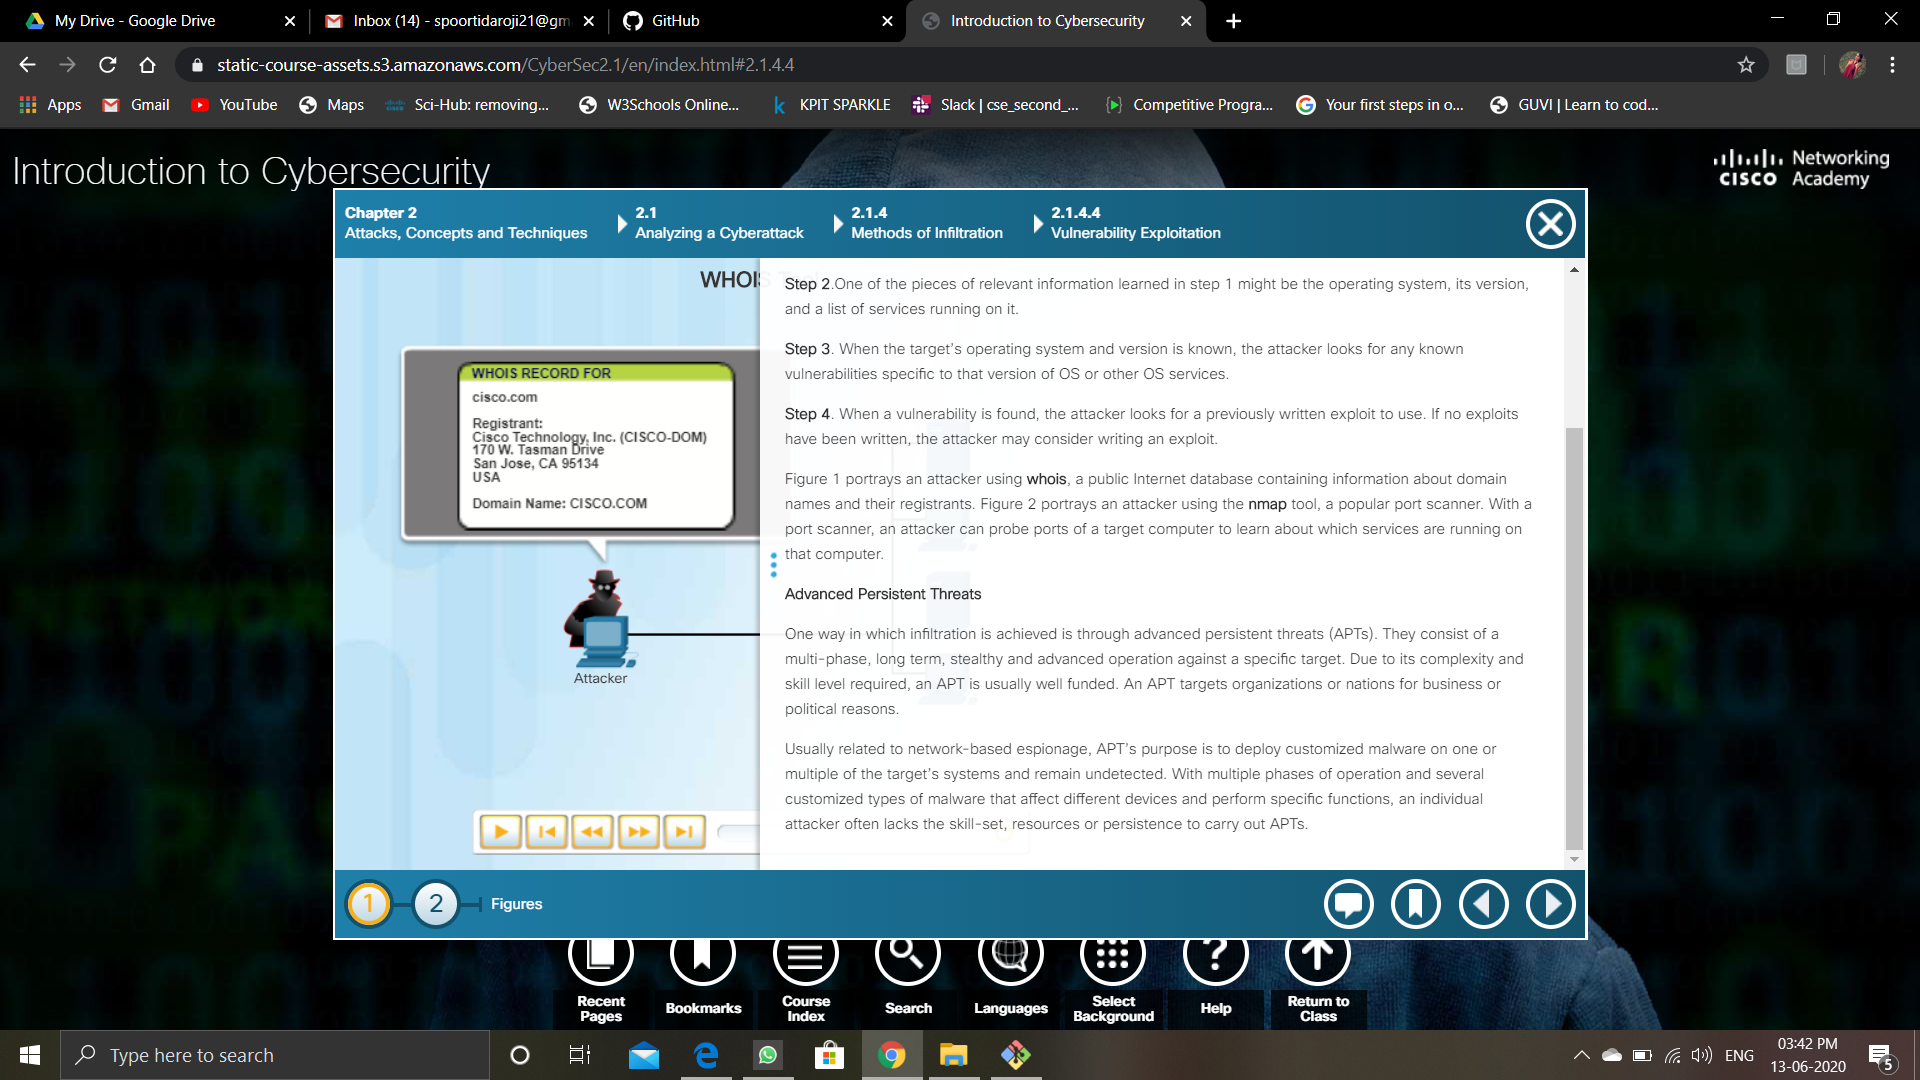 My Drive - Google Drive
Inbox (14) - spoortidaroji21@gm
GitHub
Introduction to Cybersecurity
static-course-assets.s3.amazonaws.com/CyberSec2.1/en/index.html#2.1.4.4
Apps
Gmail
YouTube
Maps
Sci-Hub: removing...
W3Schools Online...
KPIT SPARKLE
Slack | cse_second_...
Competitive Progra...
Your first steps in o...
GUVI | Learn to cod...
Introduction to Cybersecurity
CISCO
Networking
Academy
Chapter 2
Attacks, Concepts and Techniques
2.1
Analyzing a Cyberattack
2.1.4
Methods of Infiltration
2.1.4.4
Vulnerability Exploitation
WHOIS
WHOIS RECORD FOR
cisco.com
Registrant:
Cisco Technology, Inc. (CISCO-DOM)
170 W. Tasman Drive
San Jose, CA 95134
USA
Domain Name: CISCO.COM
Attacker
Step 2.One of the pieces of relevant information learned in step 1 might be the operating system, its version,
and a list of services running on it.
Step 3. When the target's operating system and version is known, the attacker looks for any known
vulnerabilities specific to that version of OS or other OS services.
Step 4. When a vulnerability is found, the attacker looks for a previously written exploit to use. If no exploits
have been written, the attacker may consider writing an exploit.
Figure 1 portrays an attacker using whois, a public Internet database containing information about domain
names and their registrants. Figure 2 portrays an attacker using the nmap tool, a popular port scanner. With a
port scanner, an attacker can probe ports of a target computer to learn about which services are running on
that computer.
Advanced Persistent Threats
One way in which infiltration is achieved is through advanced persistent threats (APTs). They consist of a
multi-phase, long term, stealthy and advanced operation against a specific target. Due to its complexity and
skill level required, an APT is usually well funded. An APT targets organizations or nations for business or
political reasons.
Usually related to network-based espionage, APT's purpose is to deploy customized malware on one or
multiple of the target's systems and remain undetected. With multiple phases of operation and several
customized types of malware that affect different devices and perform specific functions, an individual
attacker often lacks the skill-set, resources or persistence to carry out APTs.
1
2
Figures
Recent
Pages
Bookmarks
Course
Index
Search
Languages
Select
Background
Help
Return to
Class
Type here to search
ENG
03:42 PM
13-06-2020
5